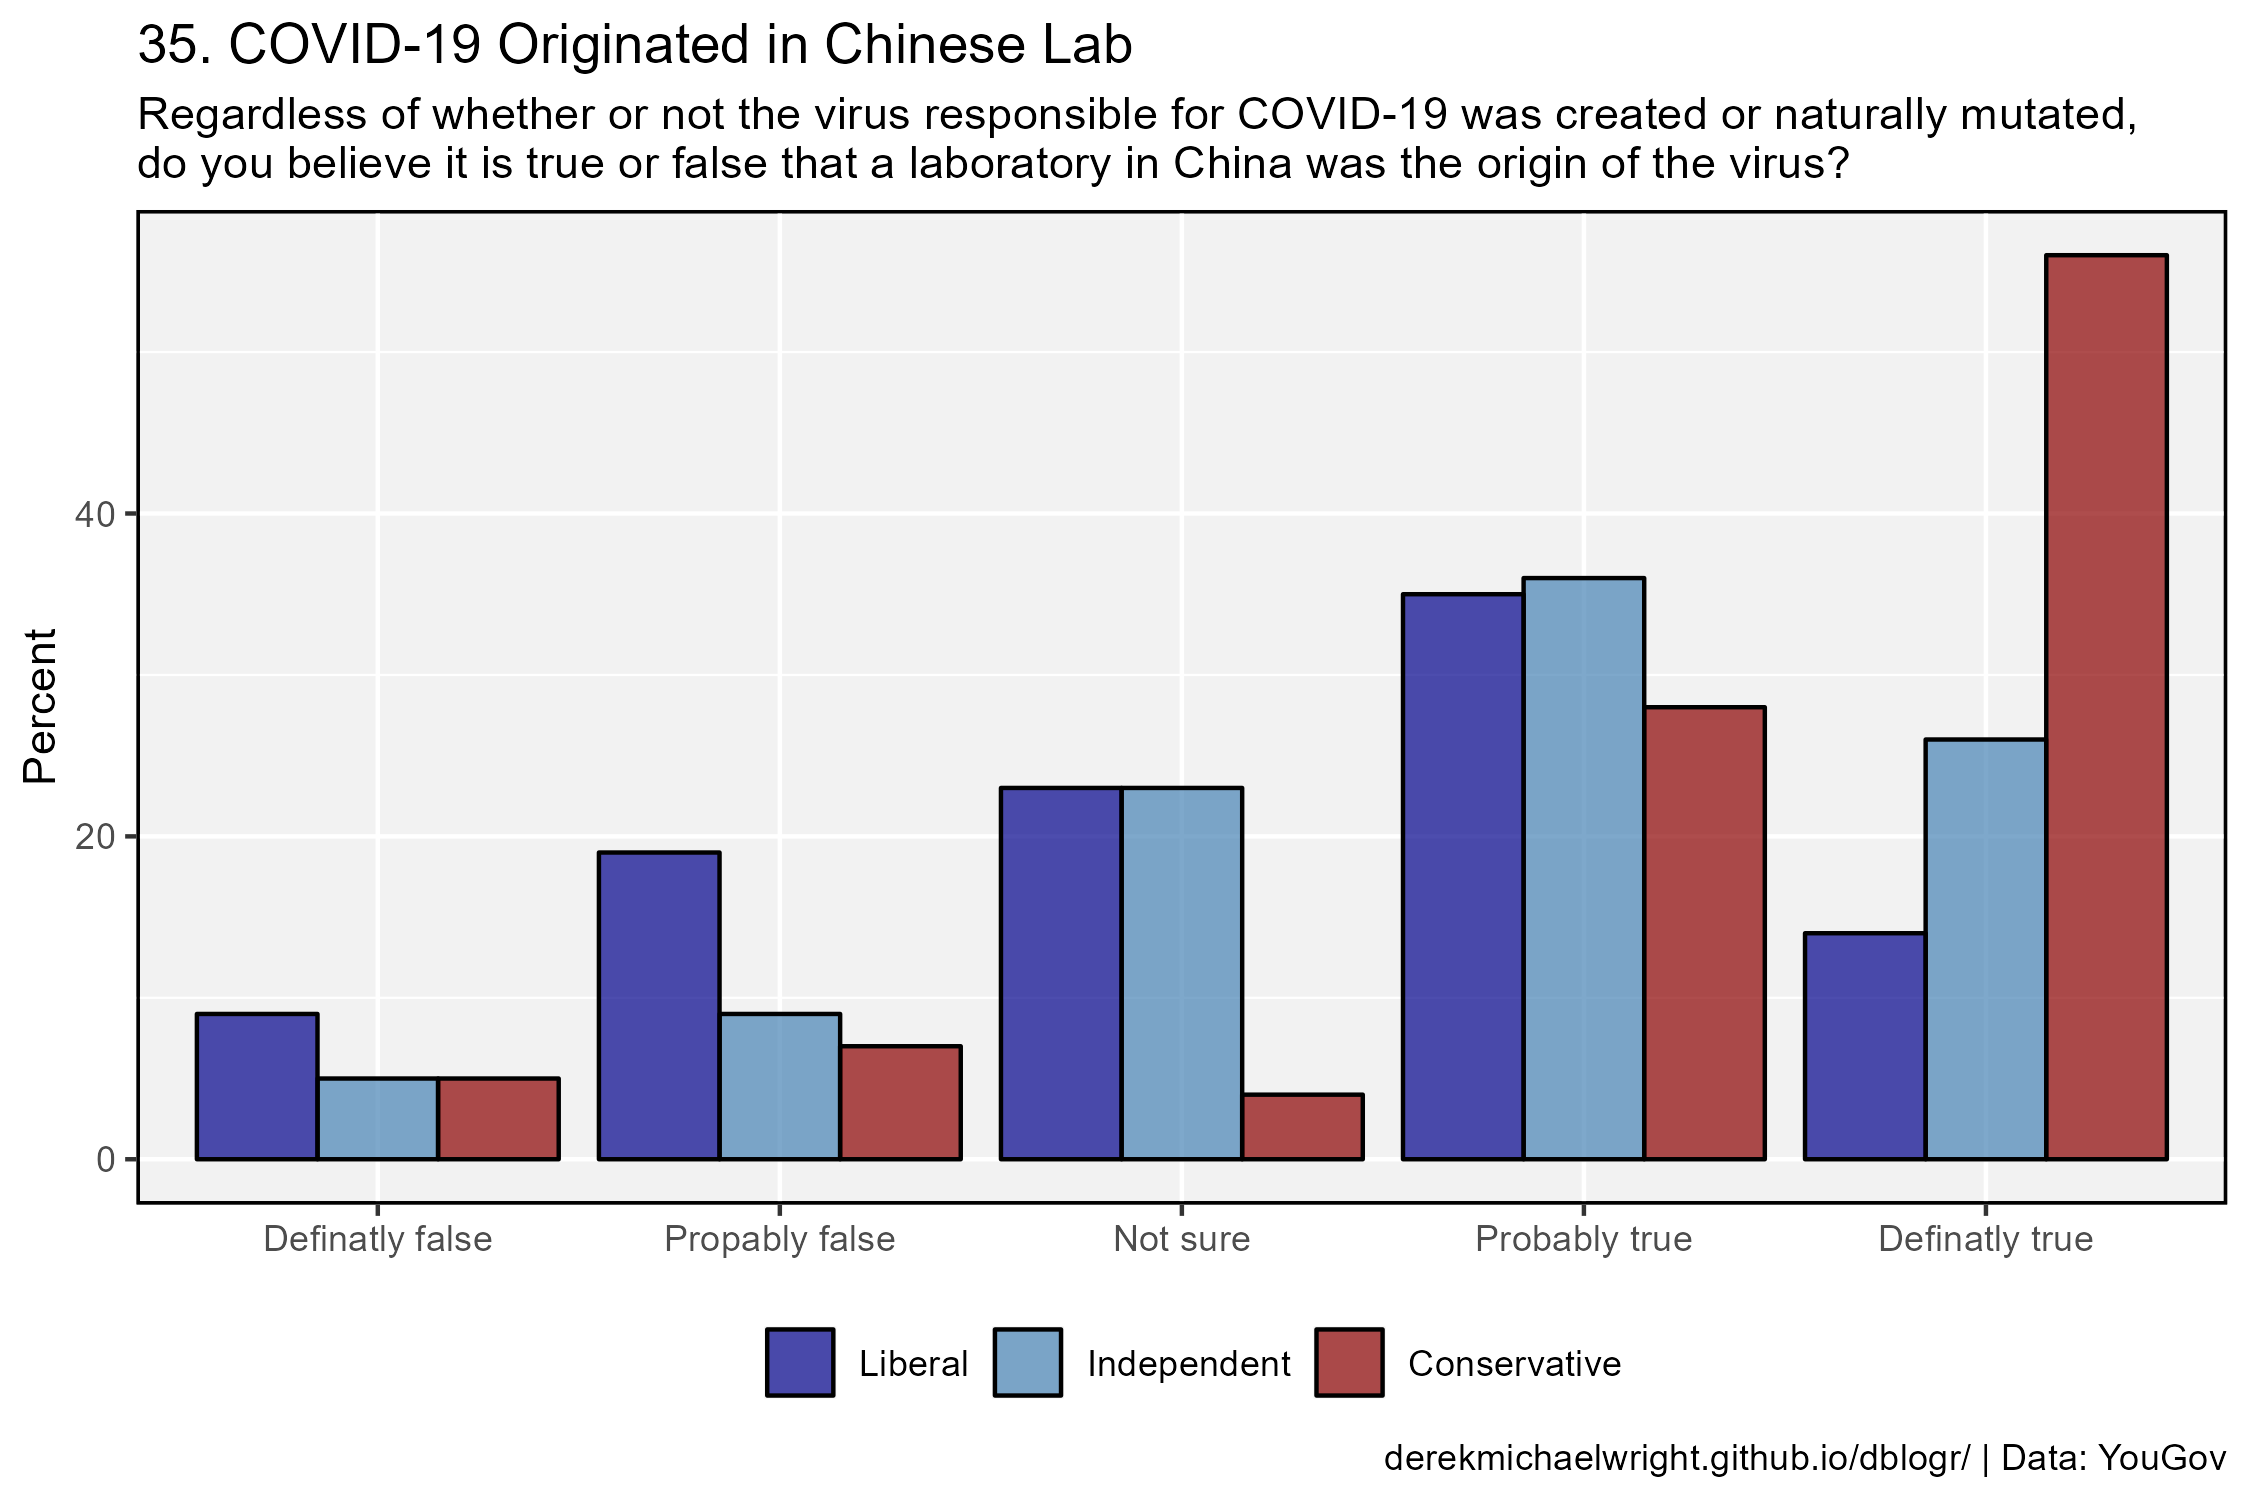 35. COVID-19 Originated in Chinese Lab
Regardless of whether or not the virus responsible for COVID-19 was created or naturally mutated,
do you believe it is true or false that a laboratory in China was the origin of the virus?
Percent
40
20
0
Definatly false
Propably false
Not sure
Probably true
Definatly true
Liberal
Independent
Conservative
derekmichaelwright.github.io/dblogr/ | Data: YouGov